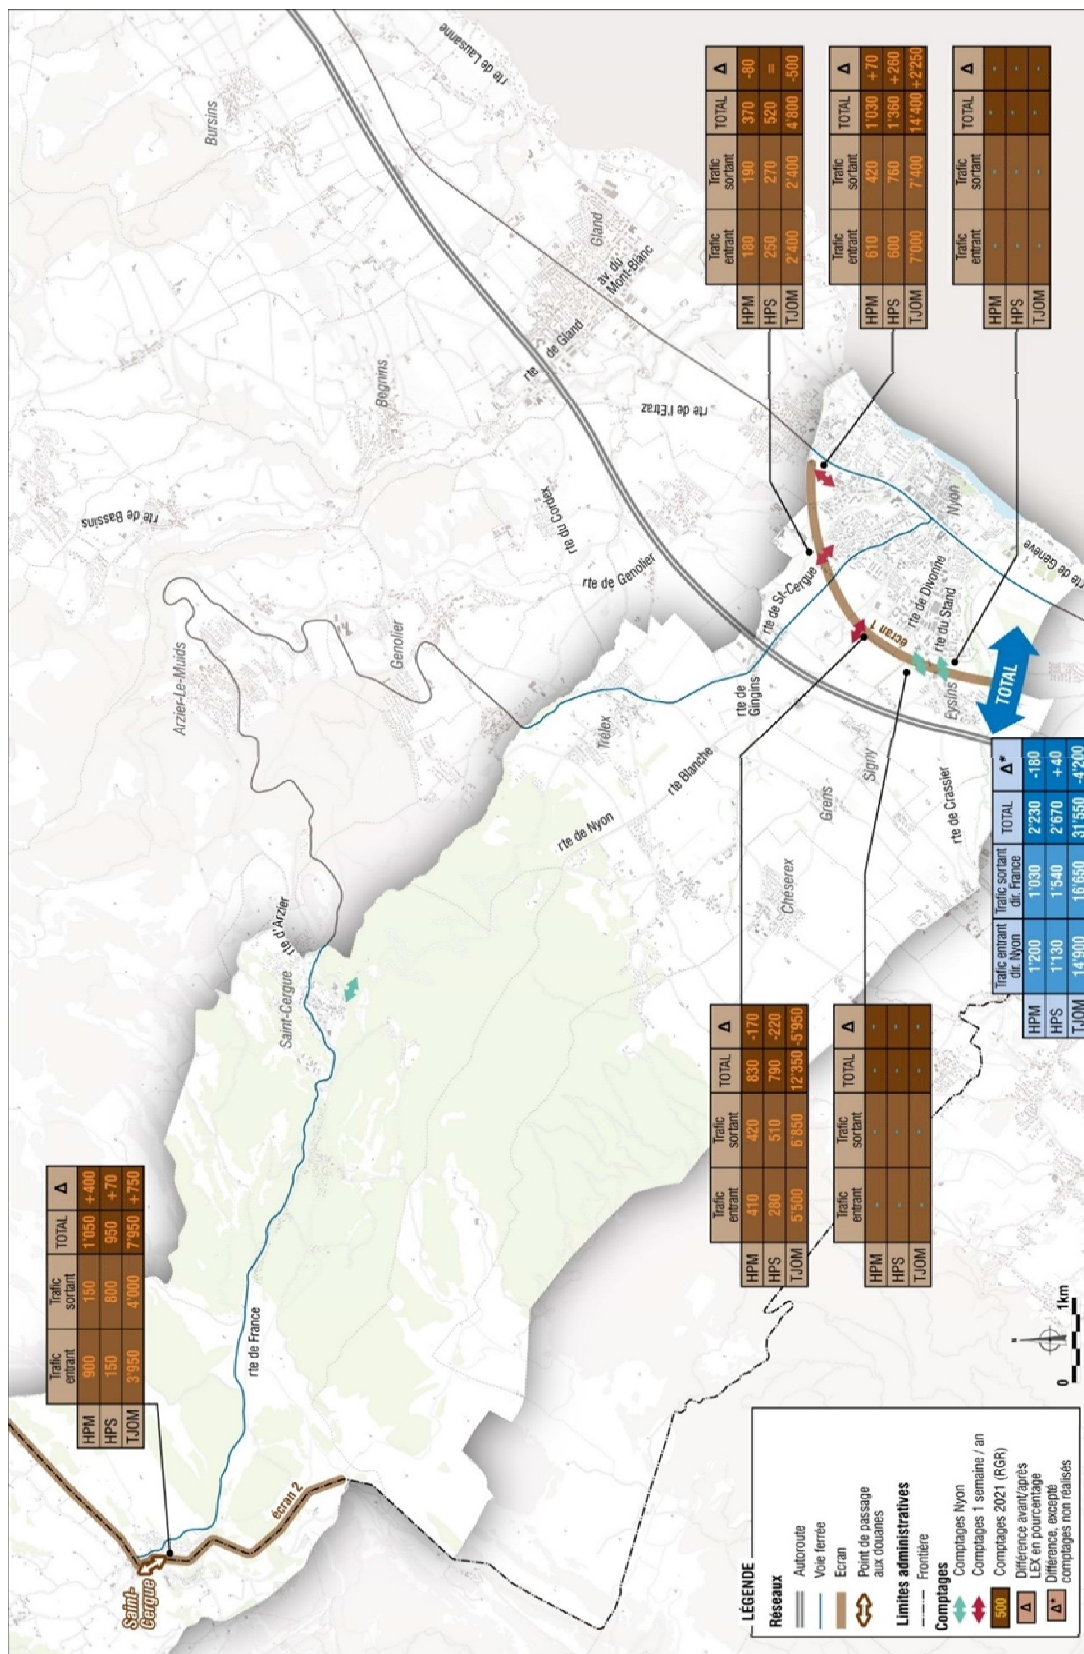 Trafic entrant Trafic sortant TOTAL Δ
HPM 900 150 1'050 +400
HPS 150 800 950 +70
TJOM 3'950 4'000 7'950 +750
Saint-Cergue
écran 2
rte de France
Saint-Cergue
rte d'Arzier
Arzier-Le-Muids
Genolier
rte de Bassins
Bursins
rte de Lausanne
Begnins
rte du Cordex
rte de Genolier
rte de Gland
Gland
av. du Mont-Blanc
rte de l'Etraz
Trélex
rte de Nyon
rte Blanche
rte de Gingins
rte de St-Cergue
écran 1
Grens
Signy
Cheserex
rte de Crassier
Eysins
rte de Divonne
rte du Stand
Nyon
rte de Genève
TOTAL
Trafic entrant Trafic sortant TOTAL Δ
HPM 180 190 370 -80
HPS 250 270 520 =
TJOM 2'400 2'400 4'800 -500
Trafic entrant Trafic sortant TOTAL Δ
HPM 610 420 1'030 +70
HPS 600 760 1'360 +260
TJOM 7'000 7'400 14'400 +2'250
Trafic entrant Trafic sortant TOTAL Δ
HPM - - - -
HPS - - - -
TJOM - - - -
Trafic entrant Trafic sortant TOTAL Δ
HPM 410 420 830 -170
HPS 280 510 790 -220
TJOM 5'500 6'850 12'350 -5'950
Trafic entrant Trafic sortant TOTAL Δ
HPM - - - -
HPS - - - -
TJOM - - - -
Trafic entrant dir. Nyon Trafic sortant dir. France TOTAL Δ*
HPM 1'200 1'030 2'230 -180
HPS 1'130 1'540 2'670 +40
TJOM 14'900 16'650 31'550 -4'200
LÉGENDE
Réseaux
Autoroute
Voie ferrée
Ecran
Point de passage
aux douanes
Limites administratives
Frontière
Comptages
Comptages Nyon
Comptages 1 semaine / an
500 Comptages 2021 (RGR)
Δ Différence avant/après
LEX en pourcentage
Δ* Différence, excepté
comptages non réalisés
N
0 1km